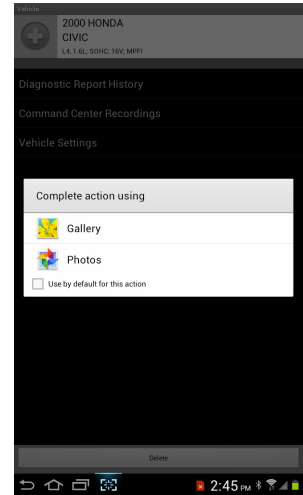 Vehicle
2000 HONDA
CIVIC
L4, 1.6L; SOHC; 16V; MPFI
Diagnostic Report History
Command Center Recordings
Vehicle Settings
Complete action using
Gallery
Photos
Use by default for this action
Delete
2:45 PM